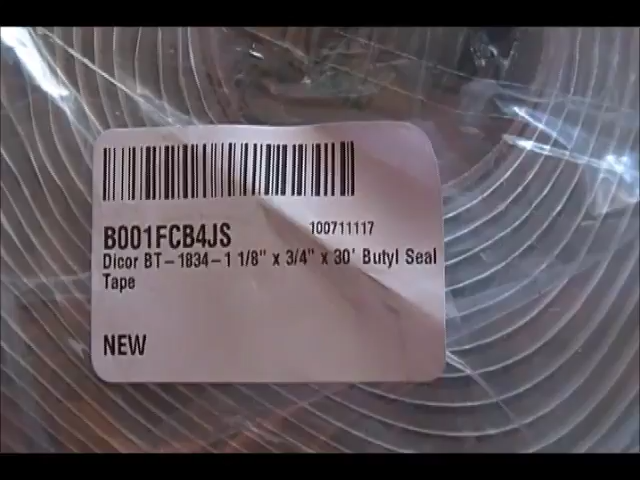 B001FCB4JS 100711117
Dicor BT-1834-1 1/8" x 3/4" x 30' Butyl Seal
Tape
NEW